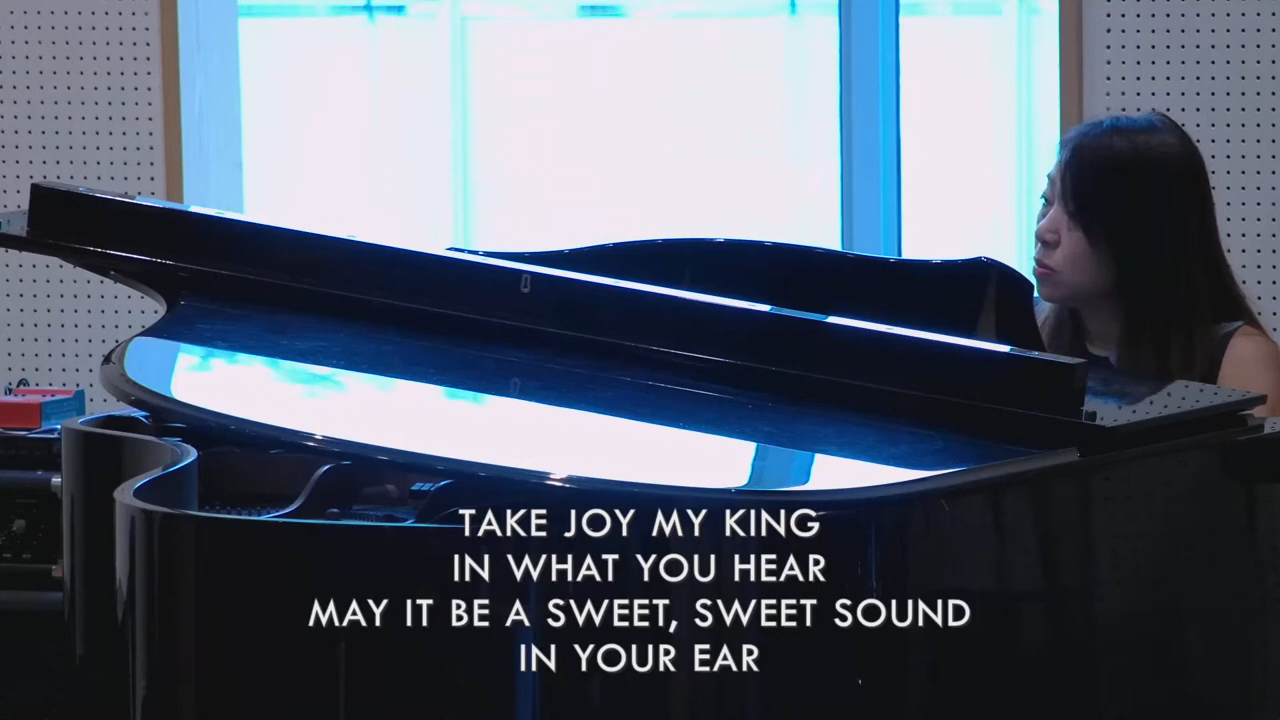 TAKE JOY MY KING
IN WHAT YOU HEAR
MAY IT BE A SWEET, SWEET SOUND
IN YOUR EAR